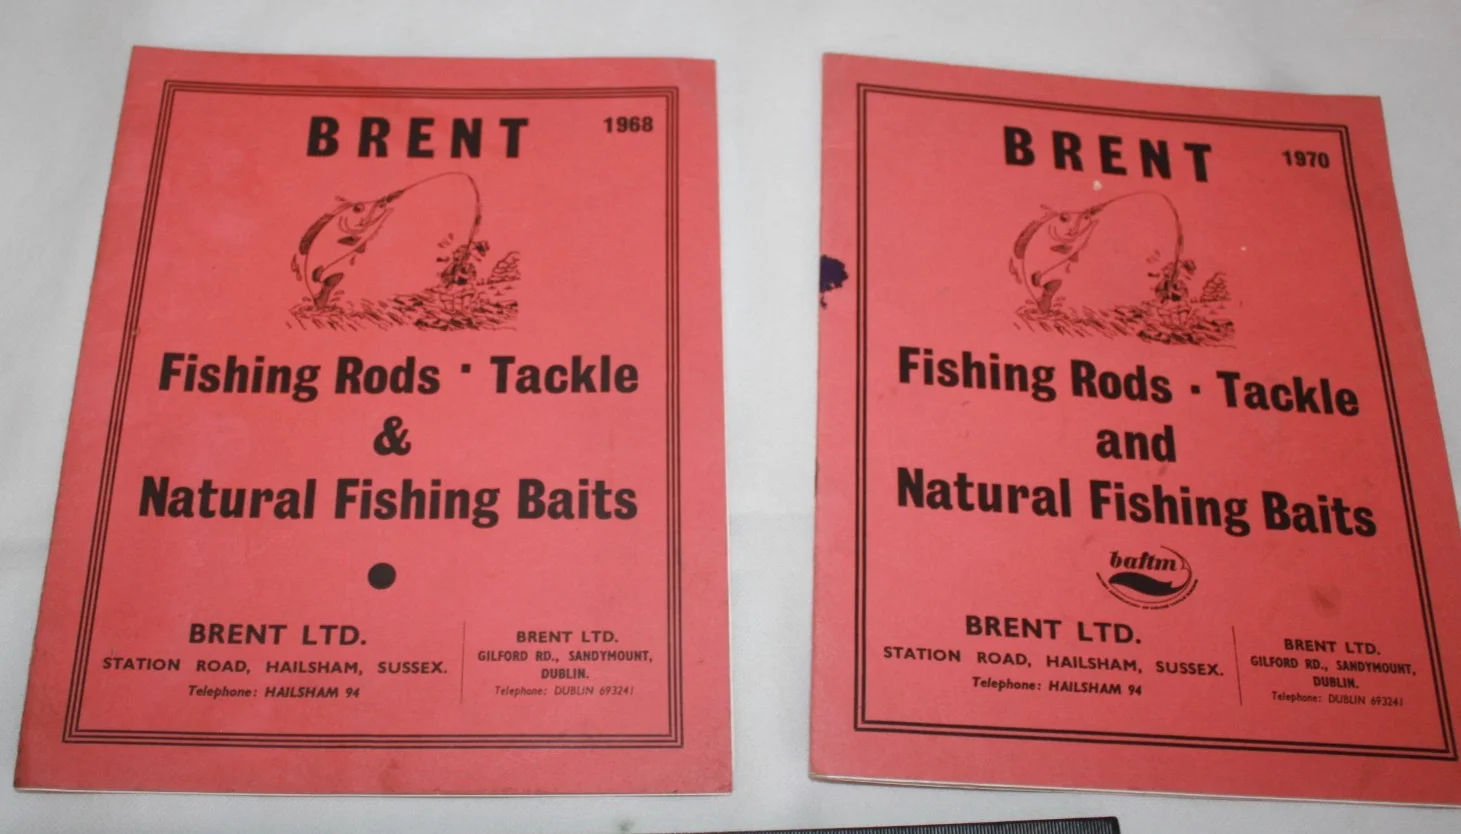 BRENT
1968
Fishing Rods · Tackle
&
Natural Fishing Baits
BRENT LTD.
STATION ROAD, HAILSHAM, SUSSEX.
Telephone: HAILSHAM 94
BRENT LTD.
GILFORD RD., SANDYMOUNT,
DUBLIN.
Telephone: DUBLIN 693241
BRENT
1970
Fishing Rods · Tackle
and
Natural Fishing Baits
baftm
BRENT LTD.
STATION ROAD, HAILSHAM, SUSSEX.
Telephone: HAILSHAM 94
BRENT LTD.
GILFORD RD., SANDYMOUNT,
DUBLIN.
Telephone: DUBLIN 693241